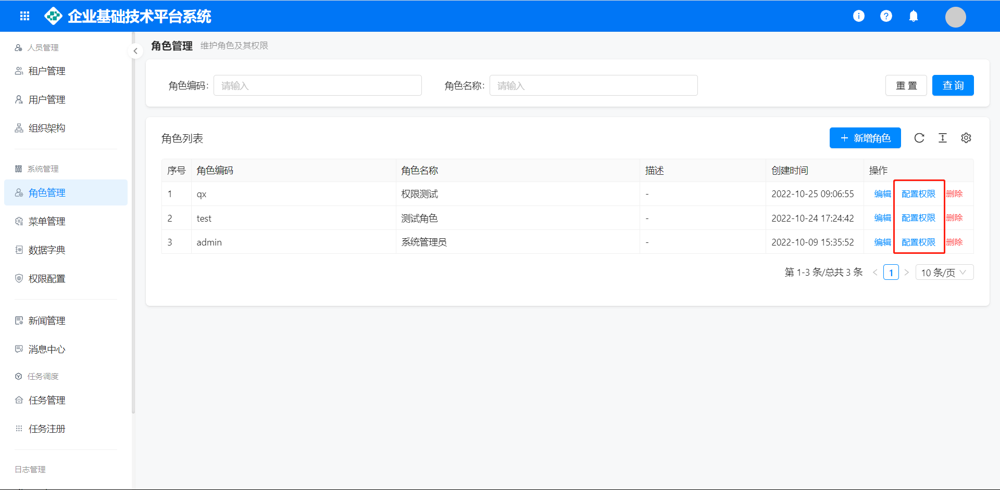 企业基础技术平台系统
人员管理
租户管理
用户管理
组织架构
系统管理
角色管理
菜单管理
数据字典
权限配置
新闻管理
消息中心
任务调度
任务管理
任务注册
日志管理
角色管理 维护角色及其权限
角色编码: 请输入 角色名称: 请输入 重 置 查 询
角色列表 新增角色
序号 角色编码 角色名称 描述 创建时间 操作
1 qx 权限测试 - 2022-10-25 09:06:55 编辑 配置权限 删除
2 test 测试角色 - 2022-10-24 17:24:42 编辑 配置权限 删除
3 admin 系统管理员 - 2022-10-09 15:35:52 编辑 配置权限 删除
第 1-3 条/总共 3 条 < 1 > 10 条/页